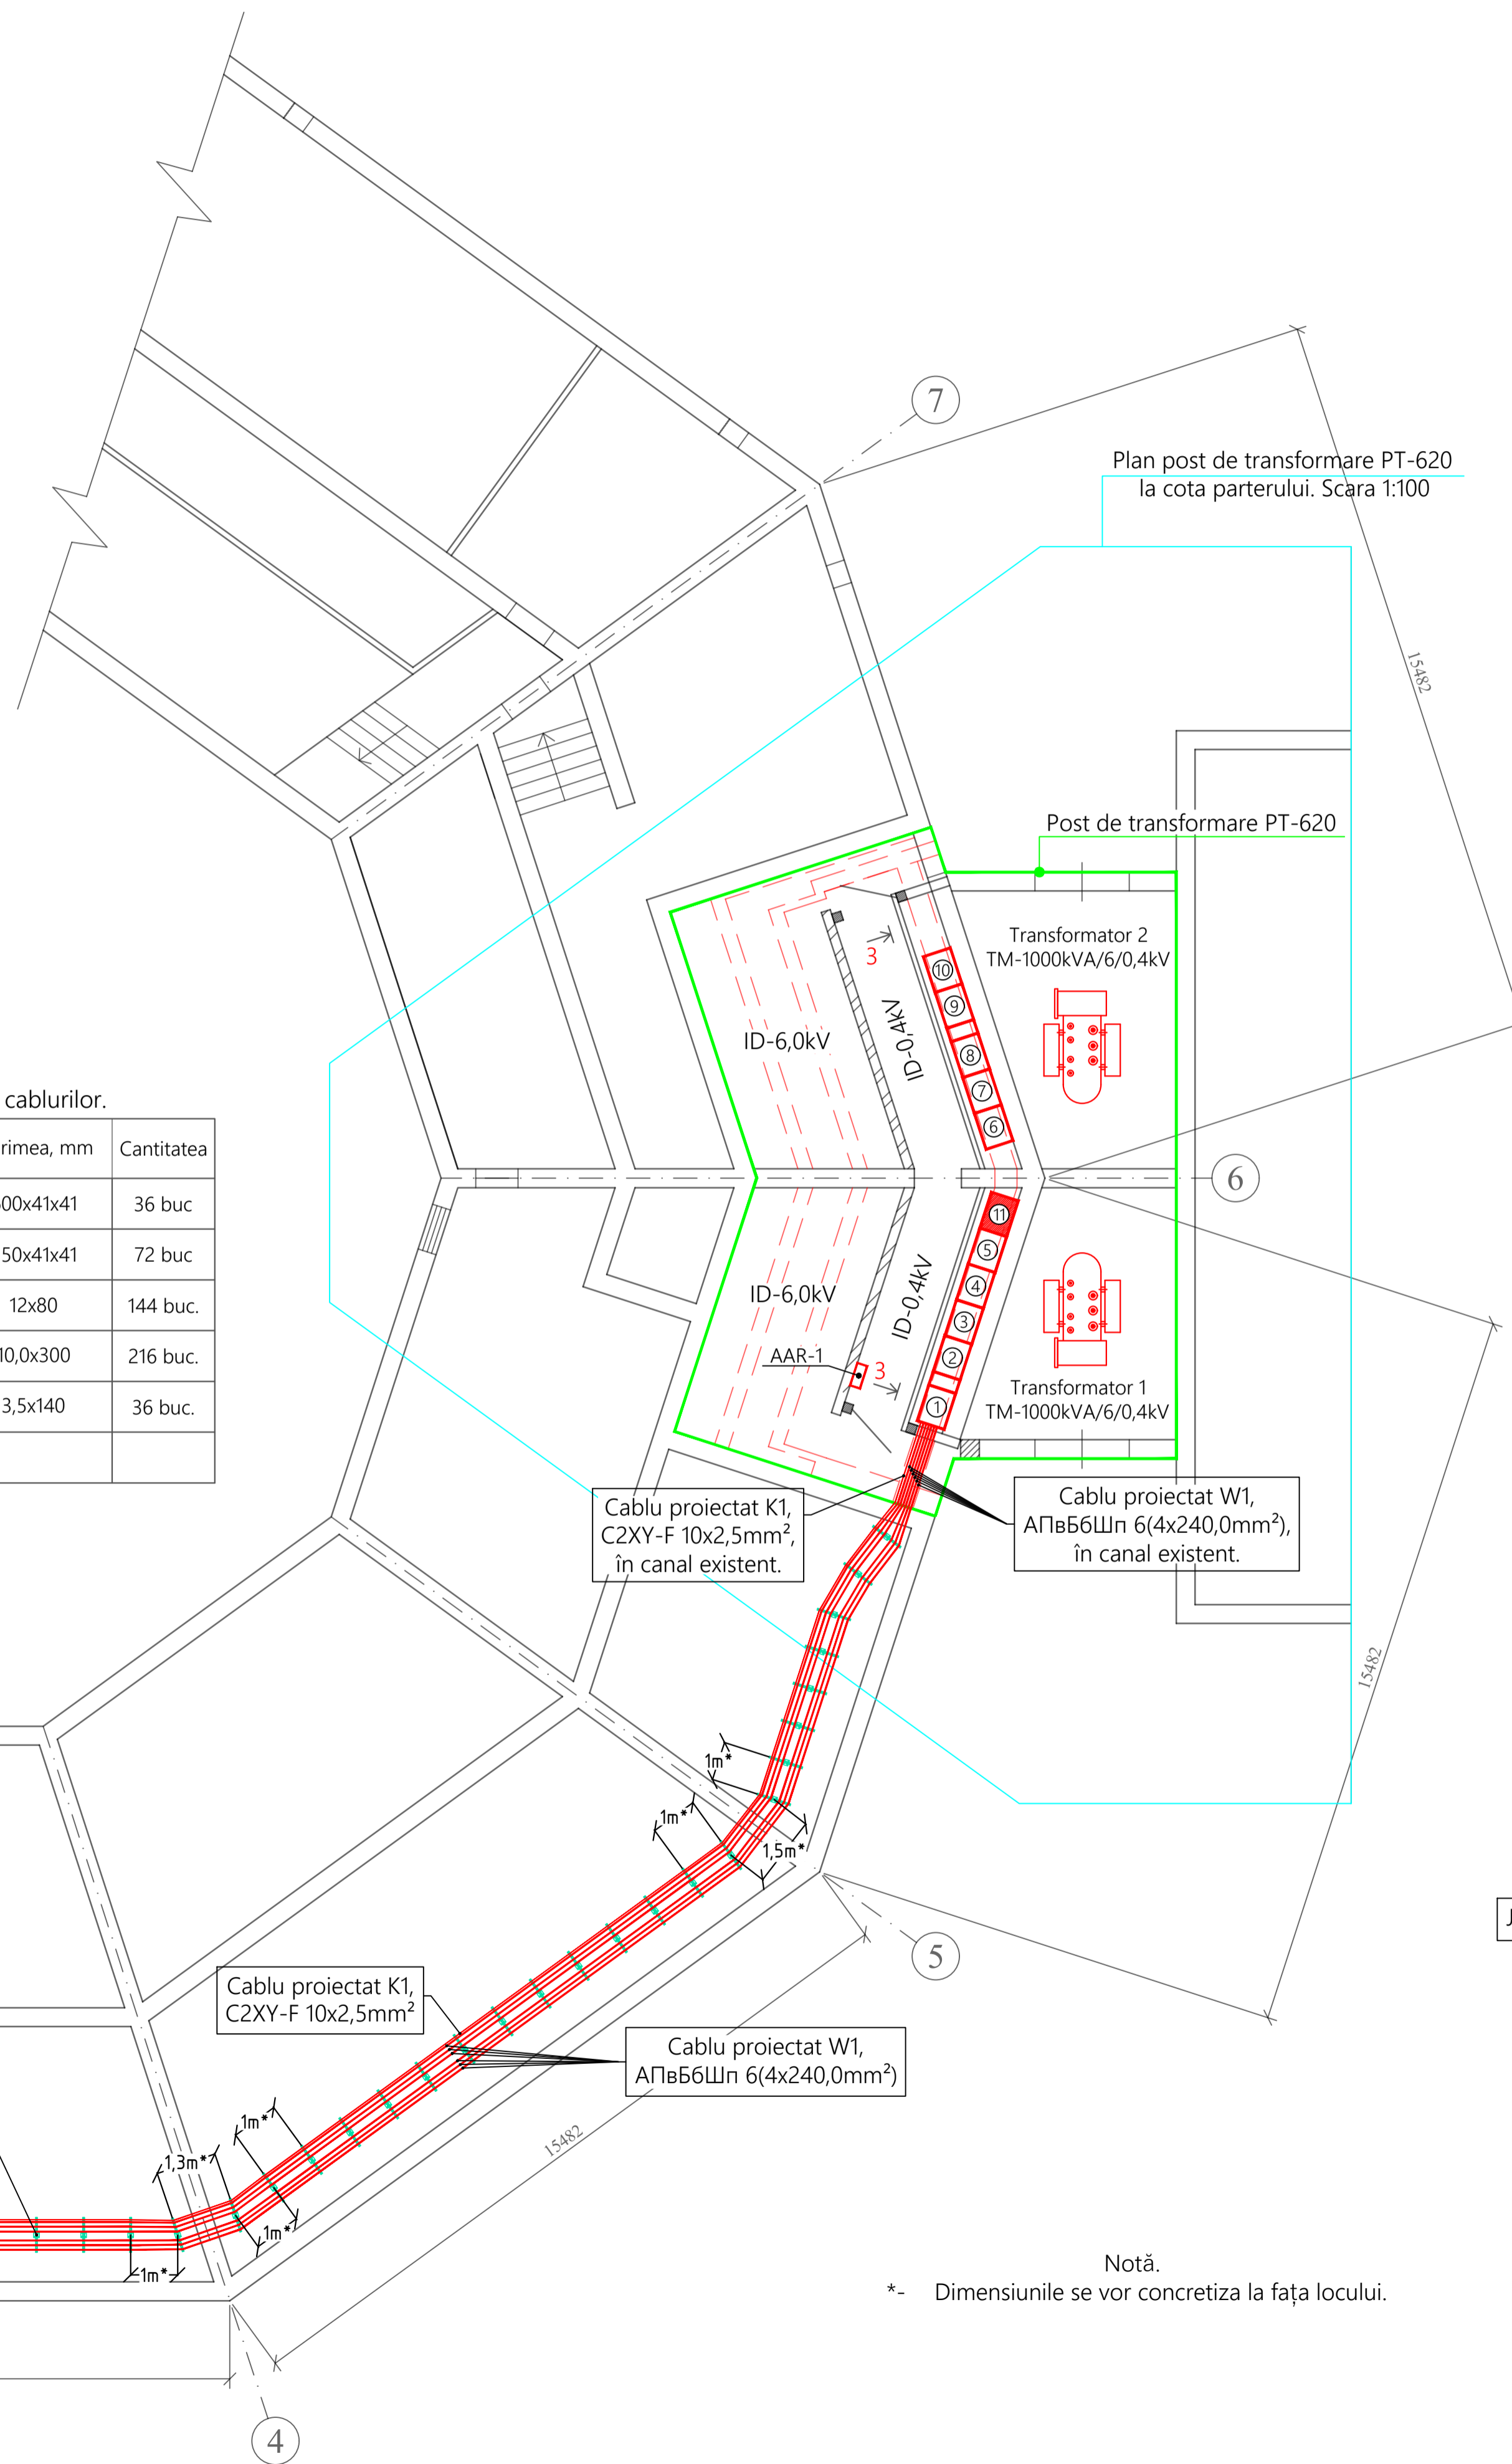 7
Plan post de transformare PT-620
la cota parterului. Scara 1:100
15482
Post de transformare PT-620
Transformator 2
TM-1000kVA/6/0,4kV
3
10
9
8
7
6
ID-6,0kV
ID-0,4kV
cablurilor.
rimea, mm Cantitatea
00x41x41 36 buc
50x41x41 72 buc
12x80 144 buc.
10,0x300 216 buc.
3,5x140 36 buc.
6
11
5
4
3
2
1
ID-6,0kV
ID-0,4kV
AAR-1
3
Transformator 1
TM-1000kVA/6/0,4kV
Cablu proiectat K1,
C2XY-F 10x2,5mm²,
în canal existent.
Cablu proiectat W1,
АПвБбШп 6(4x240,0mm²),
în canal existent.
15482
1m*
1m*
1,5m*
5
Cablu proiectat K1,
C2XY-F 10x2,5mm²
Cablu proiectat W1,
АПвБбШп 6(4x240,0mm²)
15482
1m*
1,3m*
1m*
1m*
Notă.
*- Dimensiunile se vor concretiza la fața locului.
4